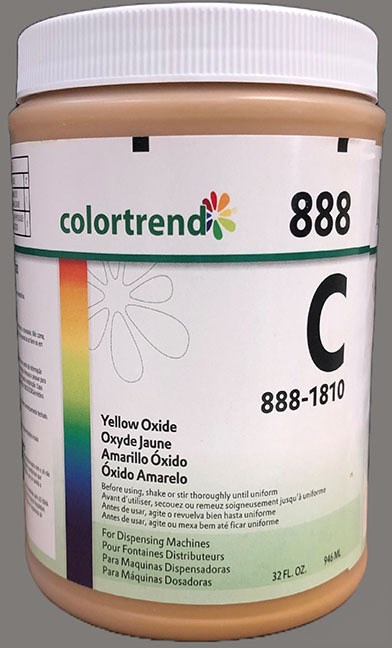 colortrend
888
C
888-1810
Yellow Oxide
Oxyde Jaune
Amarillo Óxido
Óxido Amarelo
Before using, shake or stir thoroughly until uniform
Avant d'utiliser, secouez ou remeuz soigneusement jusqu'à uniforme
Antes de usar, agite o revuelva bien hasta uniforme
Antes de usar, agite ou mexa bem até ficar uniforme
For Dispensing Machines
Pour Fontaines Distributeurs
Para Maquinas Dispensadoras
Para Máquinas Dosadoras
32 FL. OZ. 946 ML